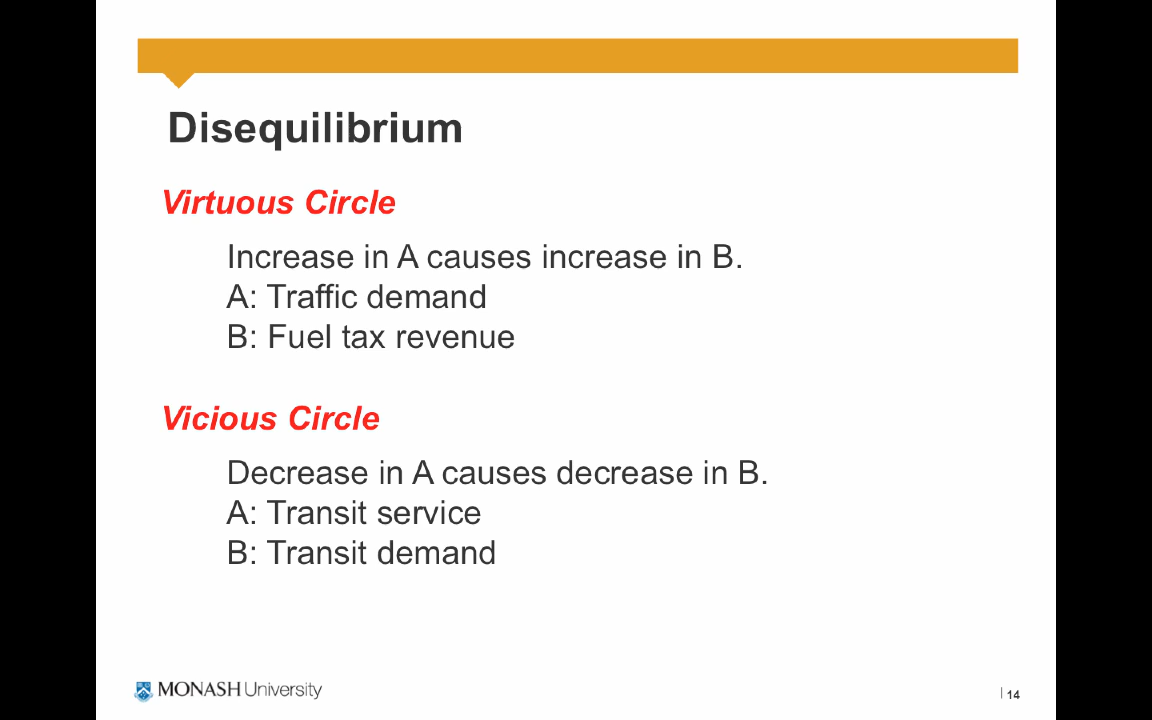 Disequilibrium
Virtuous Circle
Increase in A causes increase in B.
A: Traffic demand
B: Fuel tax revenue
Vicious Circle
Decrease in A causes decrease in B.
A: Transit service
B: Transit demand
MONASH University
14